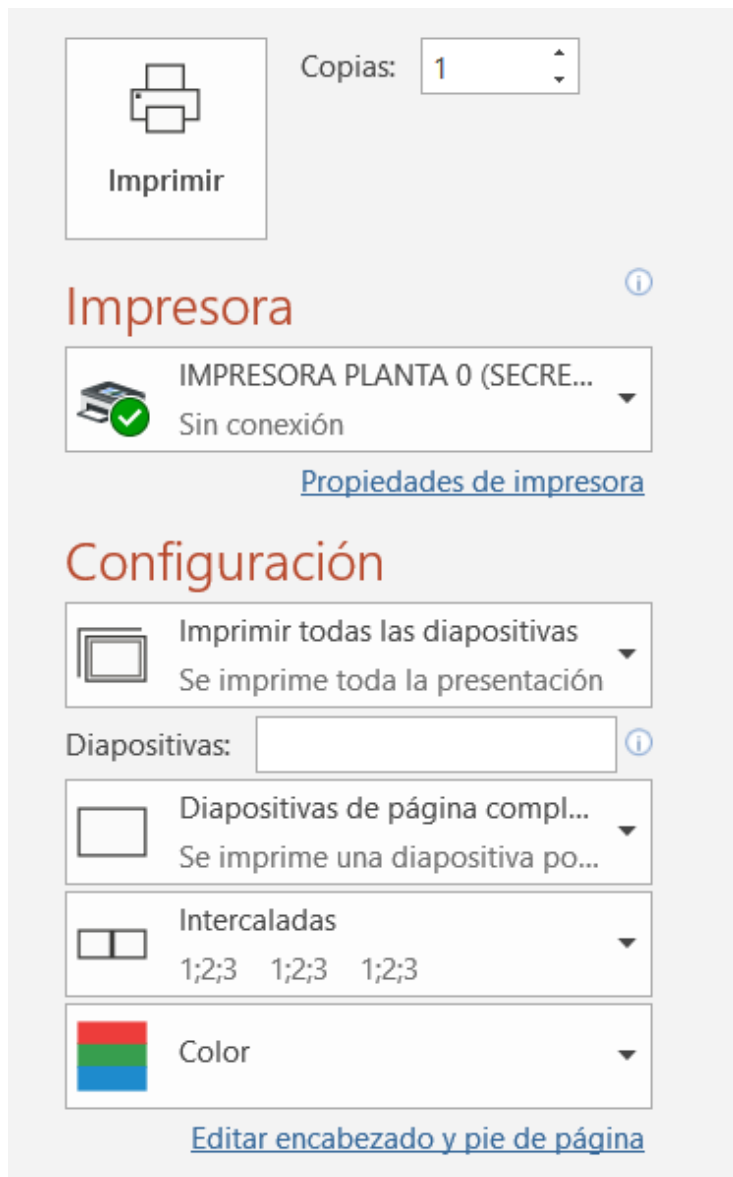 Copias: 1
Imprimir
Impresora
IMPRESORA PLANTA 0 (SECRE...
Sin conexión
Propiedades de impresora
Configuración
Imprimir todas las diapositivas
Se imprime toda la presentación
Diapositivas:
Diapositivas de página compl...
Se imprime una diapositiva po...
Intercaladas
1;2;3 1;2;3 1;2;3
Color
Editar encabezado y pie de página